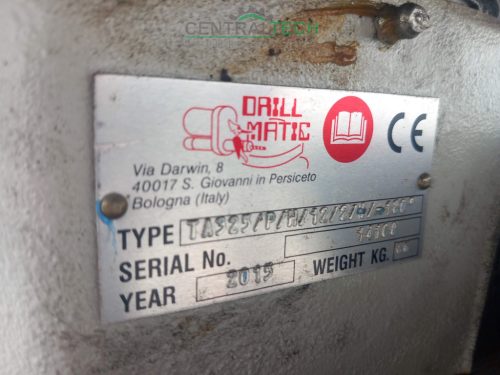 CENTRALTECH
DRILL
MATIC
CE
Via Darwin, 8
40017 S. Giovanni in Persiceto
Bologna (Italy)
TYPE
SERIAL No.
YEAR 2015 WEIGHT KG.